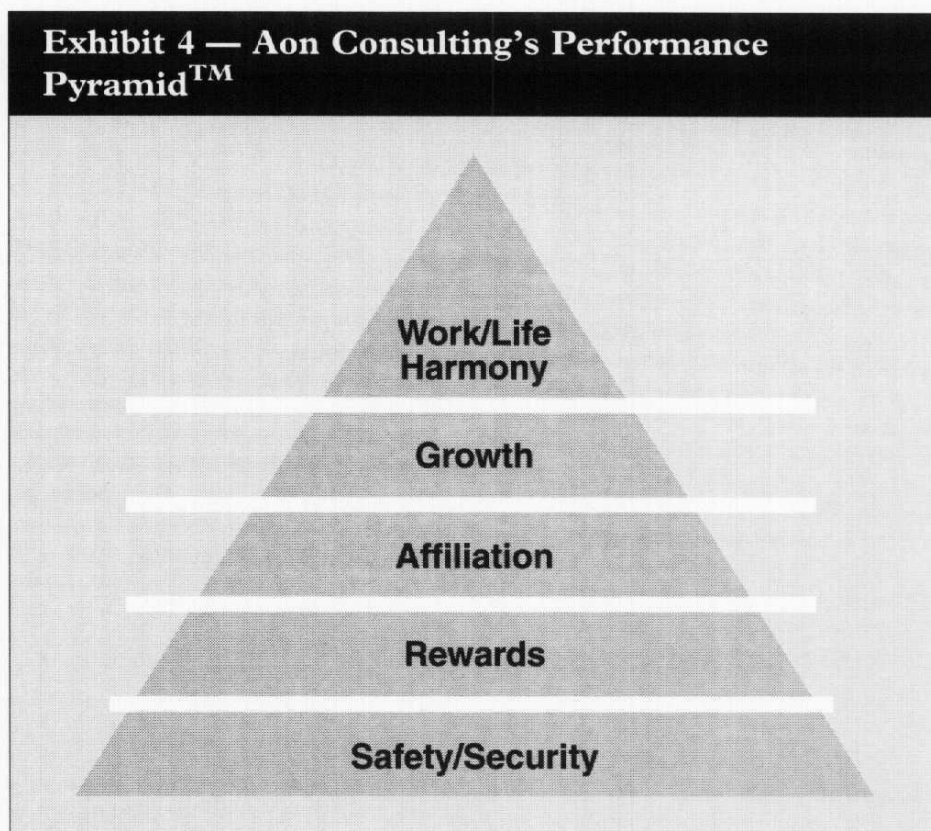 Exhibit 4 — Aon Consulting's Performance
Pyramid™
Work/Life
Harmony
Growth
Affiliation
Rewards
Safety/Security